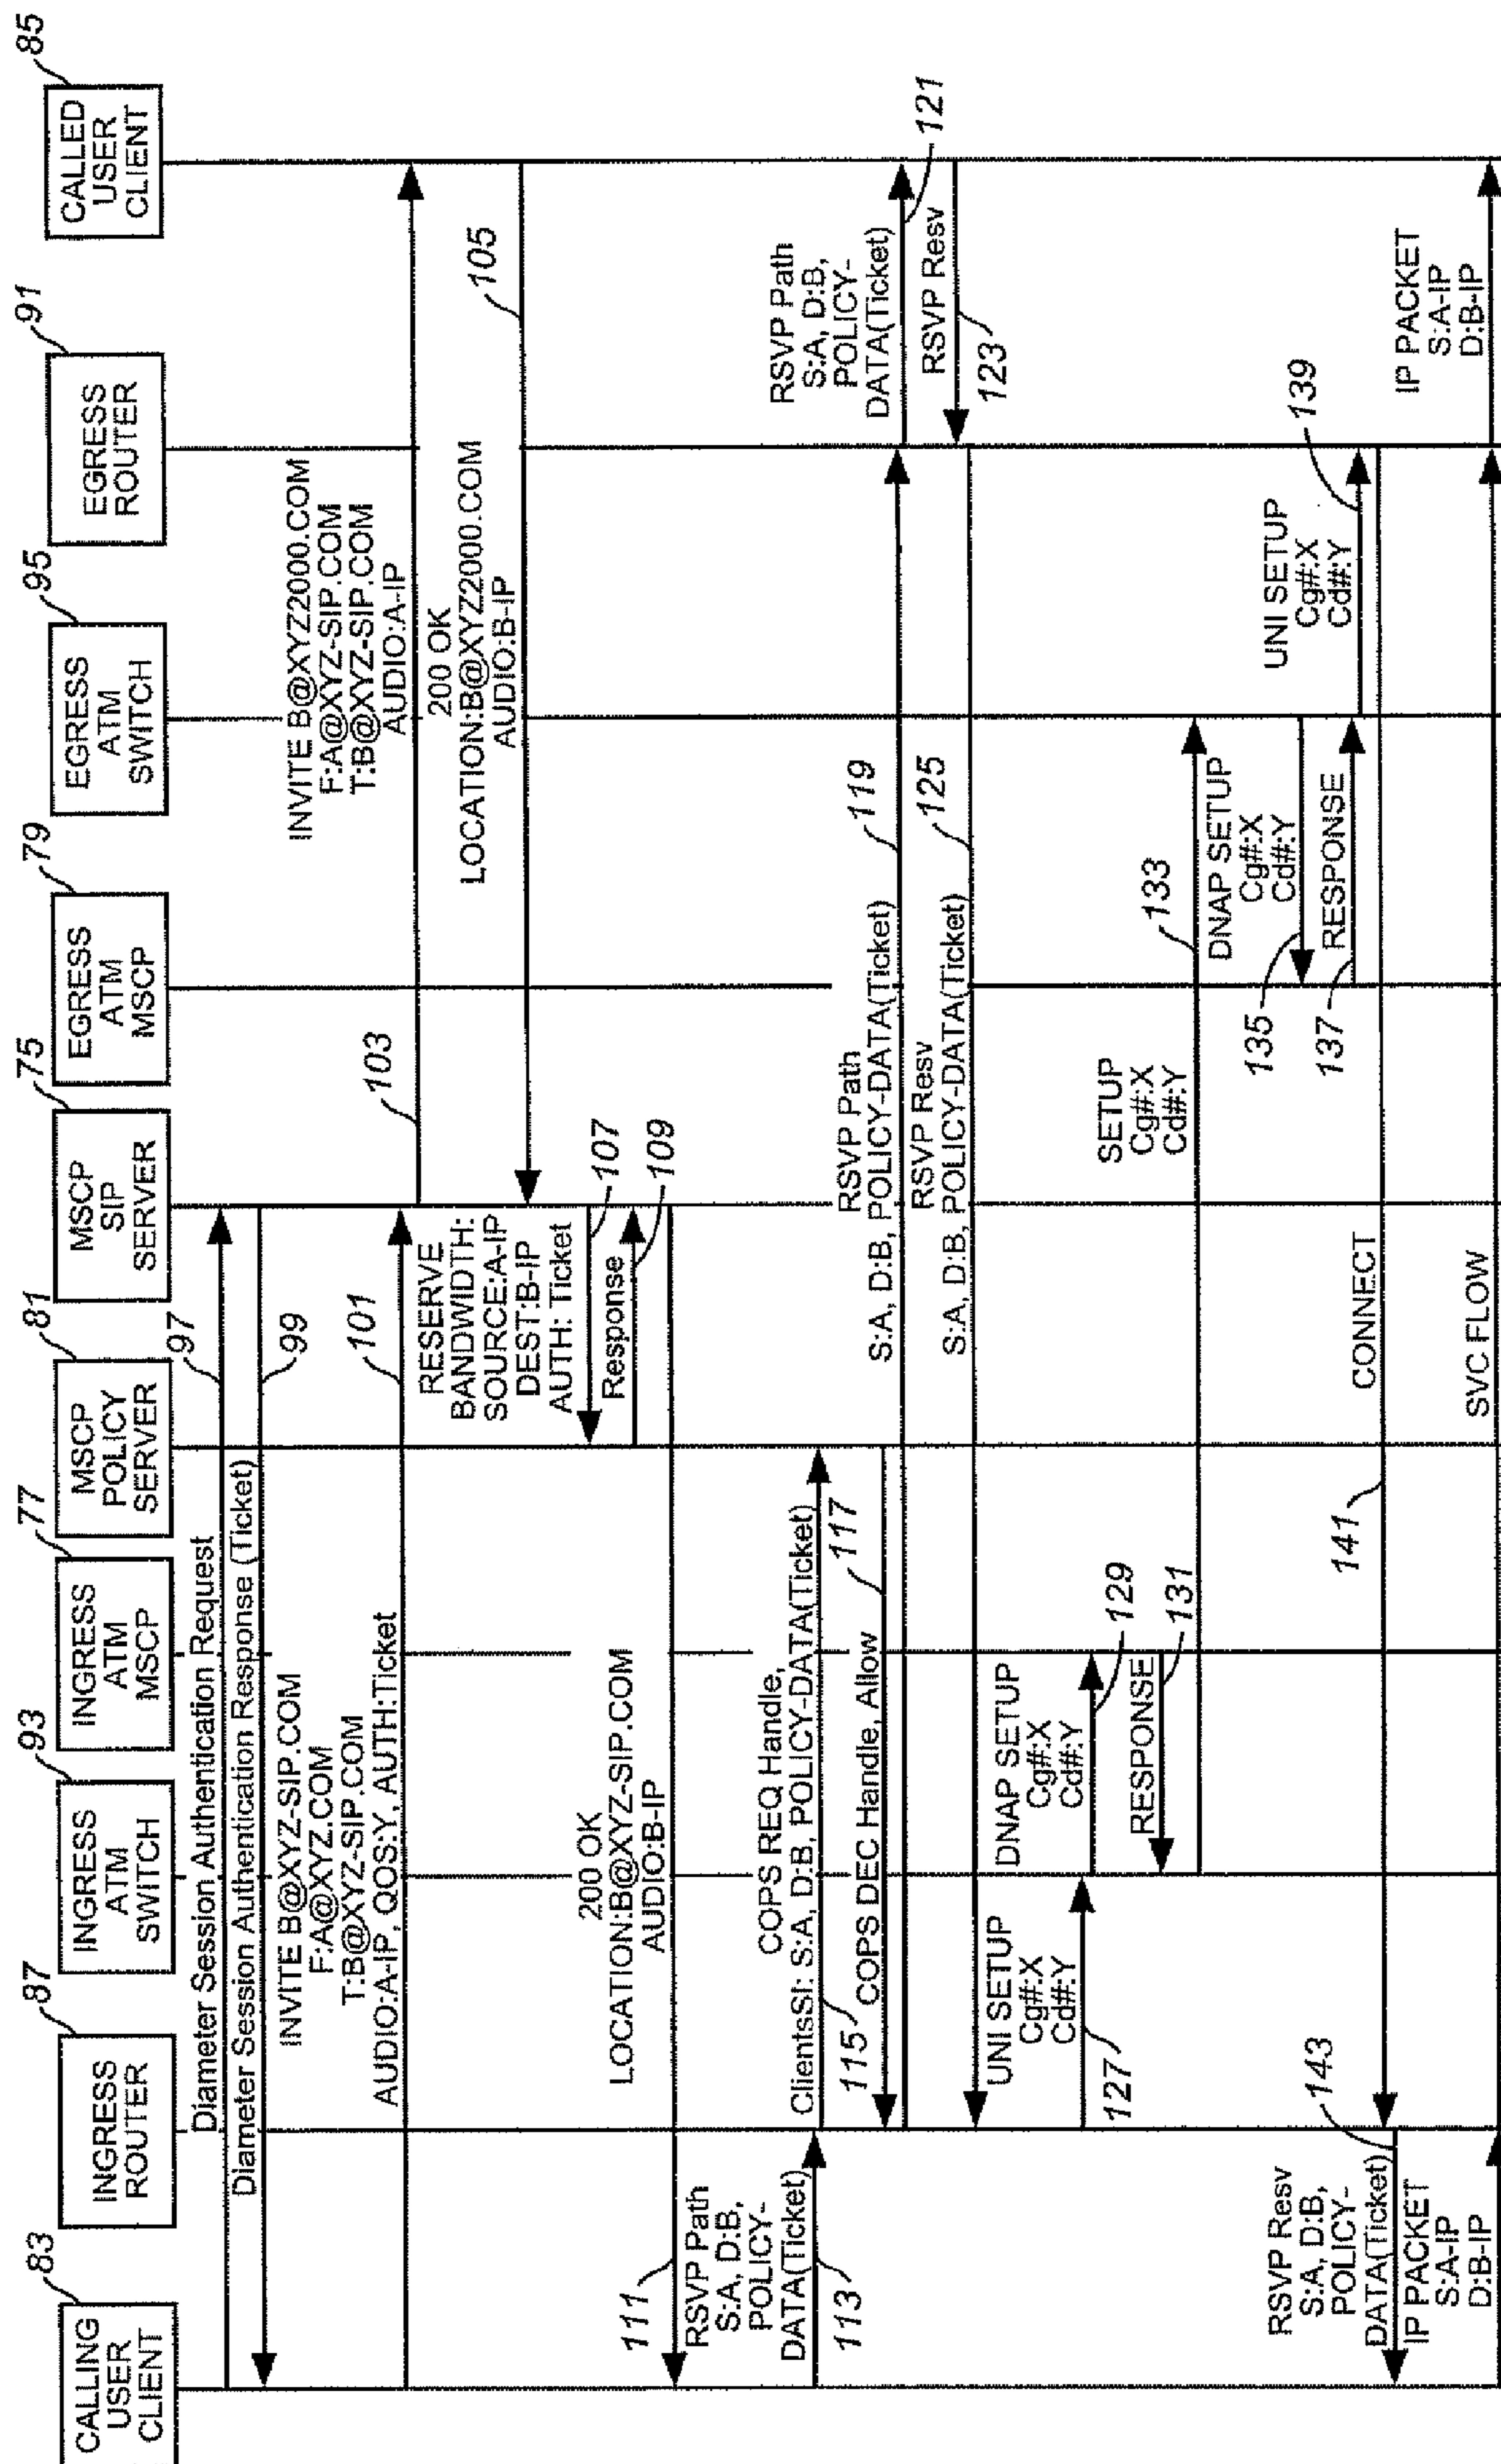 83
CALLING
USER
CLIENT
87
INGRESS
ROUTER
93
INGRESS
ATM
SWITCH
77
INGRESS
ATM
MSCP
81
MSCP
POLICY
SERVER
75
MSCP
SIP
SERVER
79
EGRESS
ATM
MSCP
95
EGRESS
ATM
SWITCH
91
EGRESS
ROUTER
85
CALLED
USER
CLIENT
Diameter Session Authentication Request
97
Diameter Session Authentication Response (Ticket)
99
INVITE B@XYZ-SIP.COM
F:A@XYZ.COM
T:B@XYZ-SIP.COM
AUDIO:A-IP, QOS:Y, AUTH:Ticket
101
103
INVITE B@XYZ2000.COM
F:A@XYZ-SIP.COM
T:B@XYZ-SIP.COM
AUDIO:A-IP
200 OK
LOCATION:B@XYZ2000.COM
AUDIO:B-IP
105
RESERVE
BANDWIDTH:
SOURCE:A-IP
DEST:B-IP
AUTH: Ticket
107
Response
109
200 OK
LOCATION:B@XYZ-SIP.COM
AUDIO:B-IP
111
RSVP Path
S:A, D:B,
POLICY-
DATA(Ticket)
113
COPS REQ Handle,
ClientsSI: S:A, D:B, POLICY-DATA(Ticket)
115
COPS DEC Handle, Allow
117
RSVP Path
S:A, D:B, POLICY-DATA(Ticket)
119
RSVP Path
S:A, D:B,
POLICY-
DATA(Ticket)
121
RSVP Resv
123
RSVP Resv
S:A, D:B, POLICY-DATA(Ticket)
125
UNI SETUP
Cg#:X
Cd#:Y
127
DNAP SETUP
Cg#:X
Cd#:Y
129
RESPONSE
131
SETUP
Cg#:X
Cd#:Y
133
DNAP SETUP
Cg#:X
Cd#:Y
135
RESPONSE
137
UNI SETUP
Cg#:X
Cd#:Y
139
CONNECT
141
RSVP Resv
S:A, D:B,
POLICY-
DATA(Ticket)
143
IP PACKET
S:A-IP
D:B-IP
SVC FLOW
IP PACKET
S:A-IP
D:B-IP